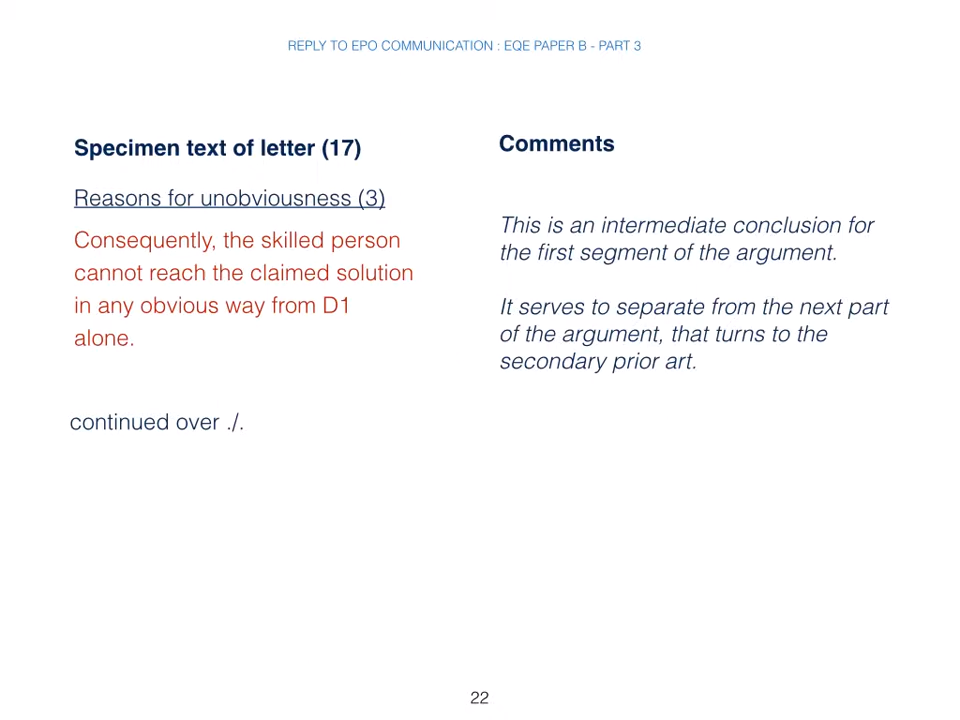 REPLY TO EPO COMMUNICATION : EQE PAPER B - PART 3
Specimen text of letter (17)
Reasons for unobviousness (3)
Consequently, the skilled person
cannot reach the claimed solution
in any obvious way from D1
alone.
continued over ./.
Comments
This is an intermediate conclusion for
the first segment of the argument.
It serves to separate from the next part
of the argument, that turns to the
secondary prior art.
22